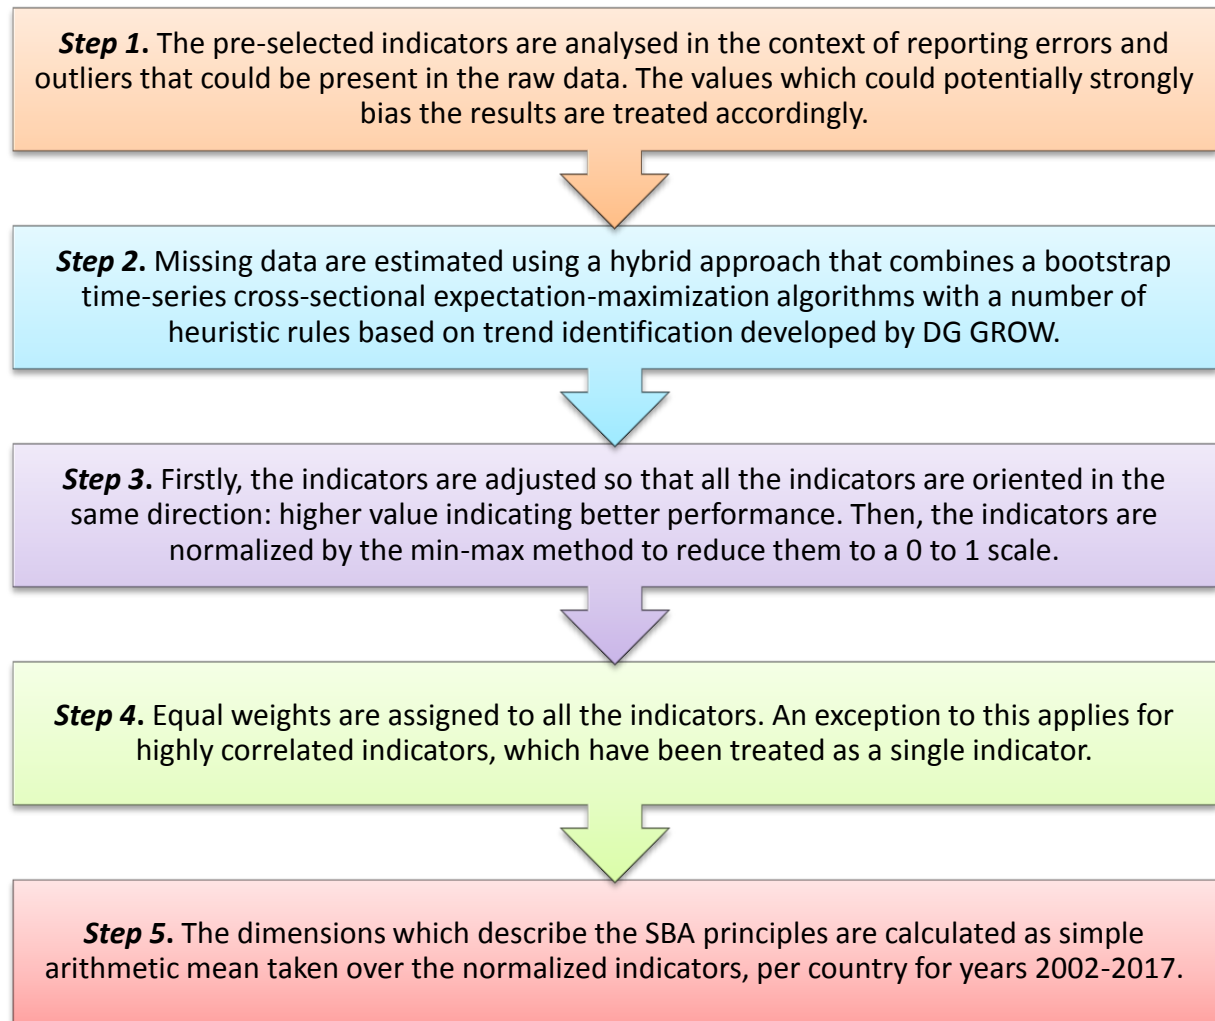 Step 1. The pre-selected indicators are analysed in the context of reporting errors and
outliers that could be present in the raw data. The values which could potentially strongly
bias the results are treated accordingly.
Step 2. Missing data are estimated using a hybrid approach that combines a bootstrap
time-series cross-sectional expectation-maximization algorithms with a number of
heuristic rules based on trend identification developed by DG GROW.
Step 3. Firstly, the indicators are adjusted so that all the indicators are oriented in the
same direction: higher value indicating better performance. Then, the indicators are
normalized by the min-max method to reduce them to a 0 to 1 scale.
Step 4. Equal weights are assigned to all the indicators. An exception to this applies for
highly correlated indicators, which have been treated as a single indicator.
Step 5. The dimensions which describe the SBA principles are calculated as simple
arithmetic mean taken over the normalized indicators, per country for years 2002-2017.